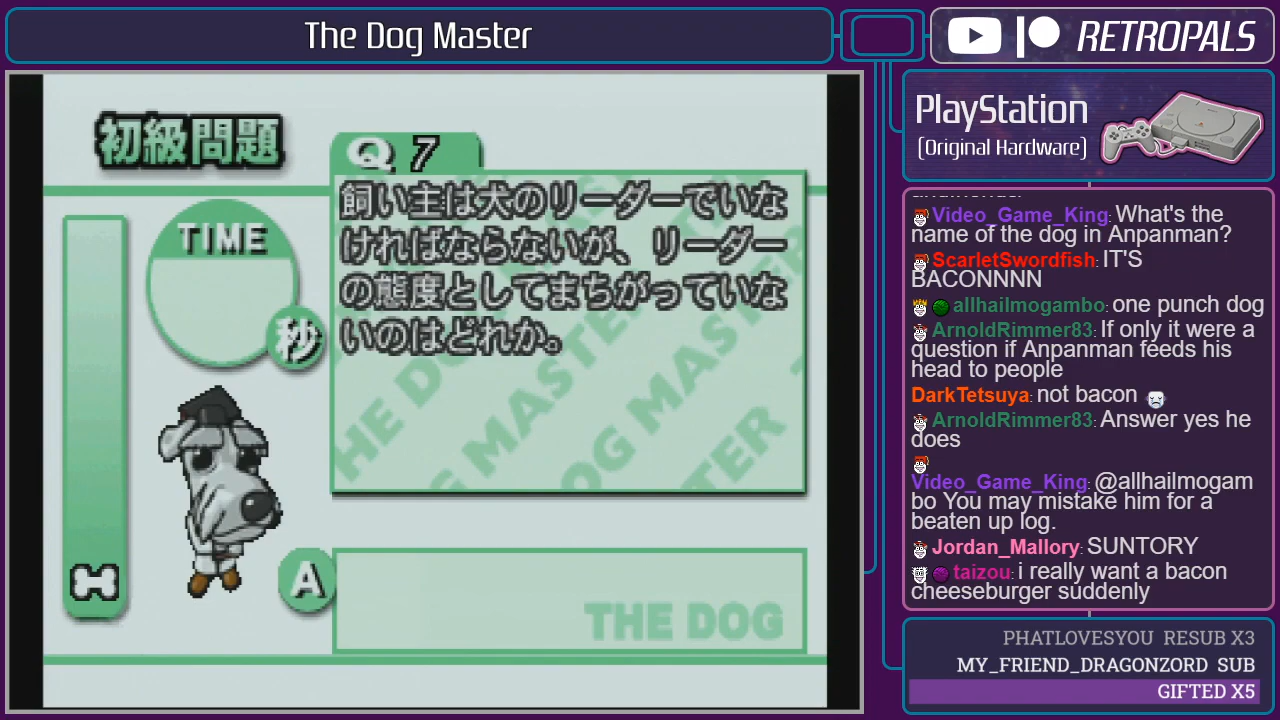 The Dog Master
RETROPALS
PlayStation
(Original Hardware)
初級問題
Q 7
飼い主は犬のリーダーでいな
ければならないが、リーダー
の態度としてまちがっていな
いのはどれか。
TIME
秒
A
THE DOG
Video_Game_King: What's the
name of the dog in Anpanman?
ScarletSwordfish: IT'S
BACONNNN
allhailmogambo: one punch dog
ArnoldRimmer83: If only it were a
question if Anpanman feeds his
head to people
DarkTetsuya: not bacon
ArnoldRimmer83: Answer yes he
does
Video_Game_King: @allhailmogam
bo You may mistake him for a
beaten up log.
Jordan_Mallory: SUNTORY
taizou: i really want a bacon
cheeseburger suddenly
PHATLOVESYOU RESUB X3
MY_FRIEND_DRAGONZORD SUB
GIFTED X5